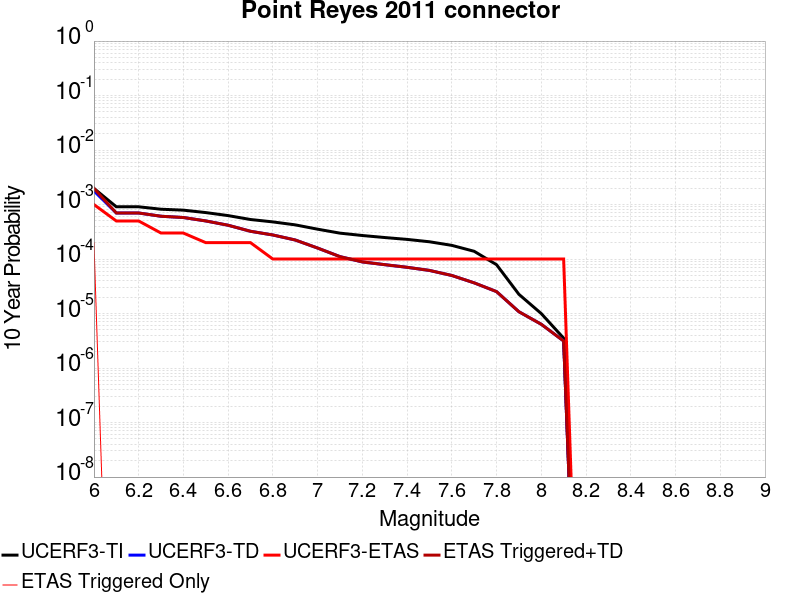 Point Reyes 2011 connector
10 Year Probability
10^0
10^-1
10^-2
10^-3
10^-4
10^-5
10^-6
10^-7
10^-8
6 6.2 6.4 6.6 6.8 7 7.2 7.4 7.6 7.8 8 8.2 8.4 8.6 8.8 9
Magnitude
UCERF3-TI UCERF3-TD UCERF3-ETAS ETAS Triggered+TD
ETAS Triggered Only